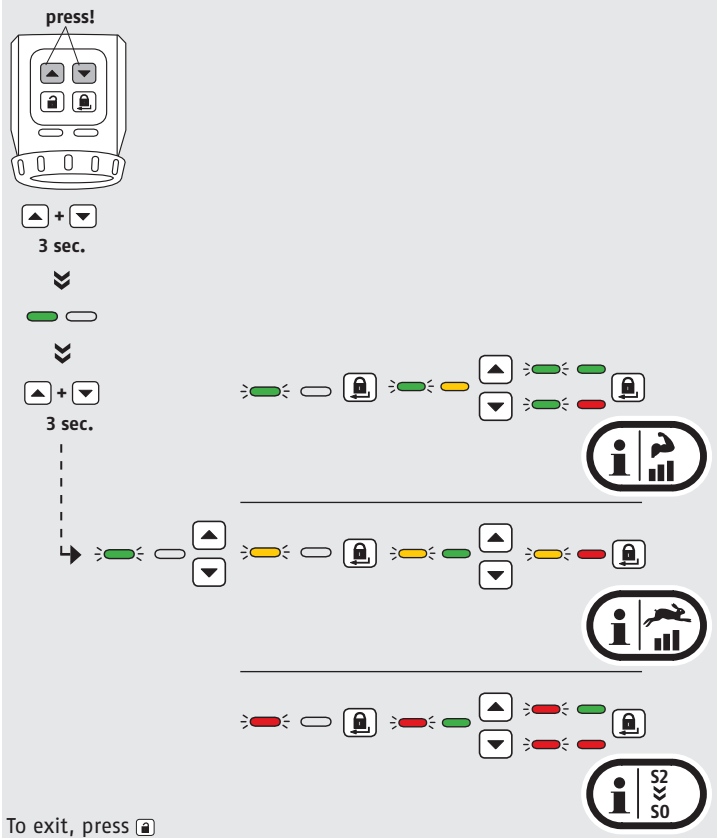 press!
+
3 sec.
+
3 sec.
i
i
i S2
S0
To exit, press